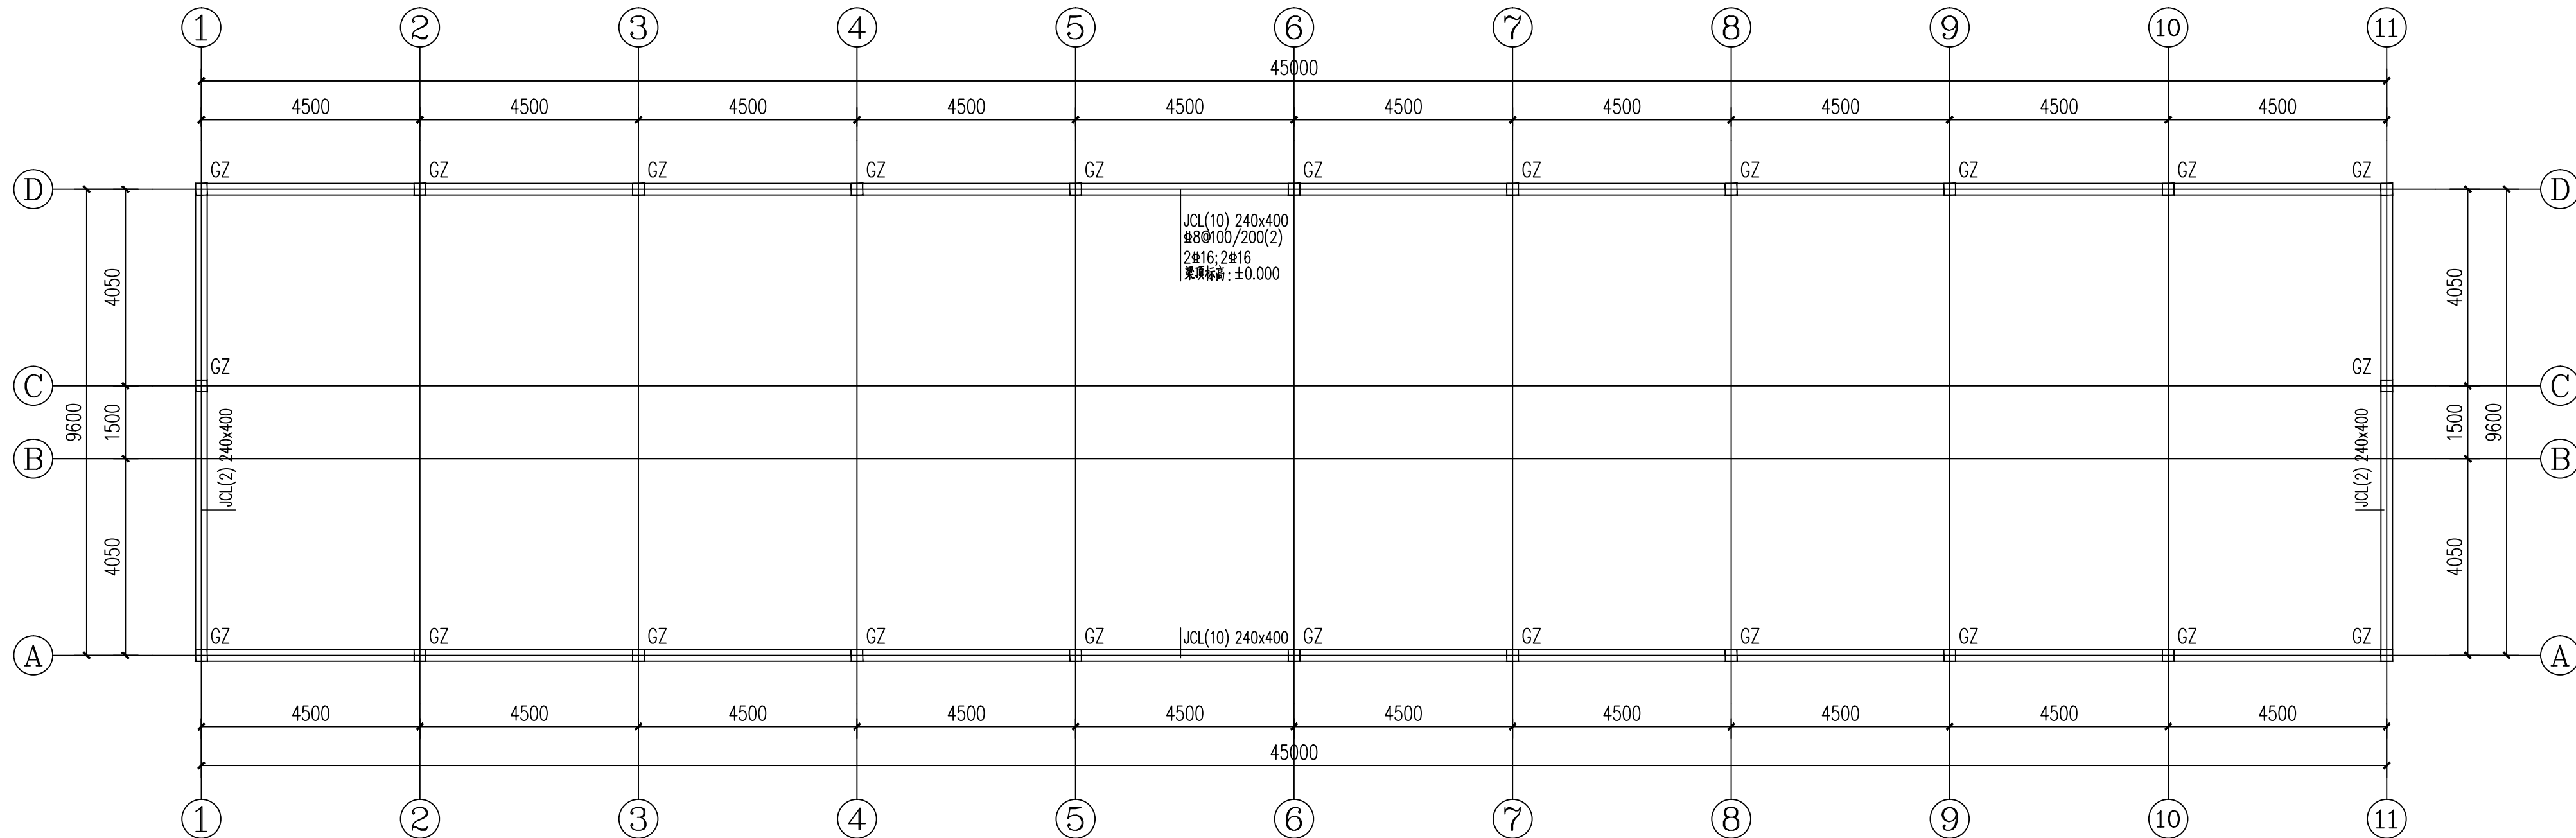 1 2 3 4 5 6 7 8 9 10 11
45000
4500 4500 4500 4500 4500 4500 4500 4500 4500 4500
GZ GZ GZ GZ GZ GZ GZ GZ GZ GZ GZ
D D
JCL(10) 240x400
⌀8@100/200(2)
2⌀16;2⌀16
梁顶标高:±0.000
4050 4050
GZ GZ
C C
9600 1500 1500 9600
JCL(2) 240x400 JCL(2) 240x400
B B
4050 4050
GZ GZ GZ GZ GZ JCL(10) 240x400 GZ GZ GZ GZ GZ GZ
A A
4500 4500 4500 4500 4500 4500 4500 4500 4500 4500
45000
1 2 3 4 5 6 7 8 9 10 11